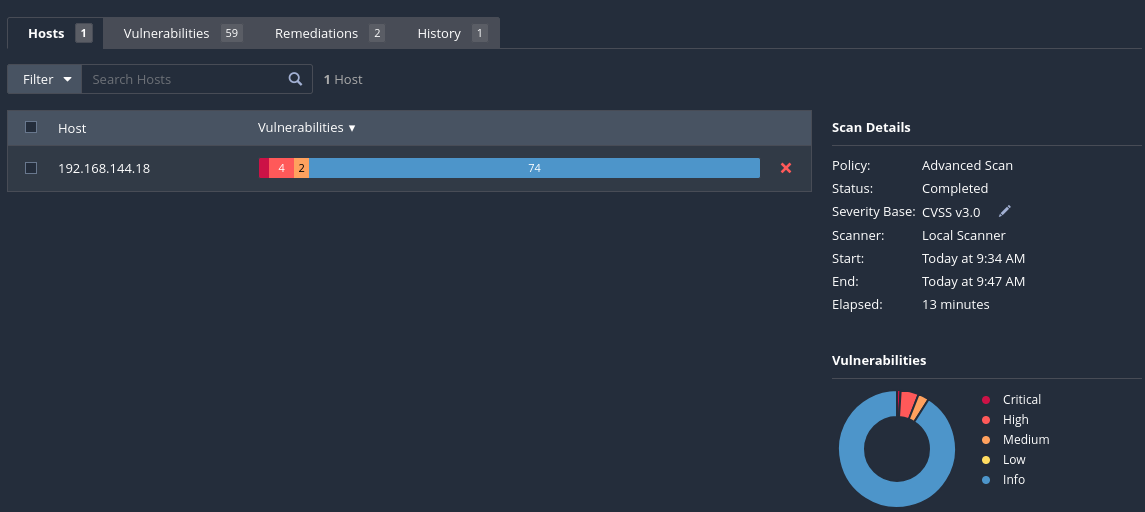 Hosts 1 Vulnerabilities 59 Remediations 2 History 1
Filter Search Hosts 1 Host
Host Vulnerabilities ▼
192.168.144.18 4 2 74
Scan Details
Policy: Advanced Scan
Status: Completed
Severity Base: CVSS v3.0
Scanner: Local Scanner
Start: Today at 9:34 AM
End: Today at 9:47 AM
Elapsed: 13 minutes
Vulnerabilities
Critical
High
Medium
Low
Info